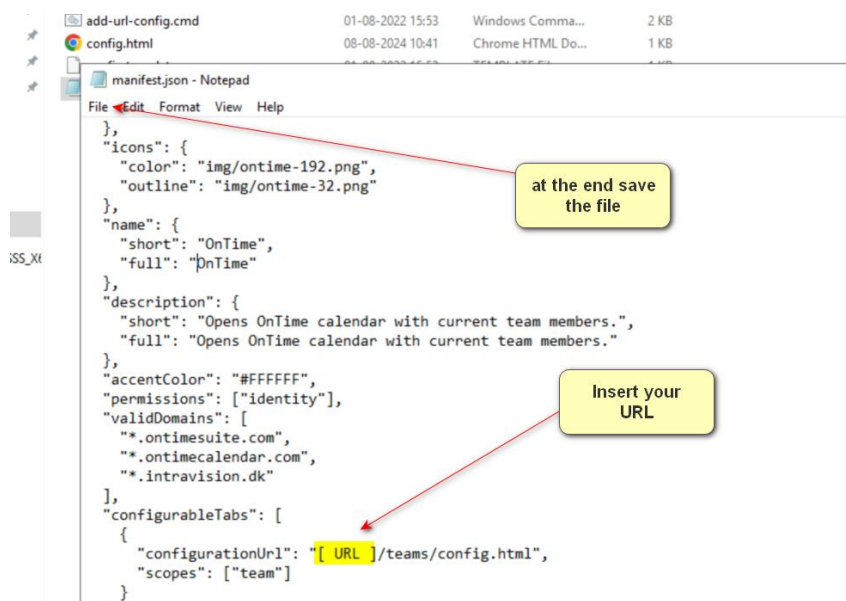 add-url-config.cmd 01-08-2022 15:53 Windows Comma... 2 KB
config.html 08-08-2024 10:41 Chrome HTML Do... 1 KB
manifest.json - Notepad
File Edit Format View Help
},
"icons": {
"color": "img/ontime-192.png",
"outline": "img/ontime-32.png"
},
"name": {
"short": "OnTime",
"full": "OnTime"
},
"description": {
"short": "Opens OnTime calendar with current team members.",
"full": "Opens OnTime calendar with current team members."
},
"accentColor": "#FFFFFF",
"permissions": ["identity"],
"validDomains": [
"*.ontimesuite.com",
"*.ontimecalendar.com",
"*.intravision.dk"
],
"configurableTabs": [
{
"configurationUrl": "[ URL ]/teams/config.html",
"scopes": ["team"]
}
at the end save
the file
Insert your
URL